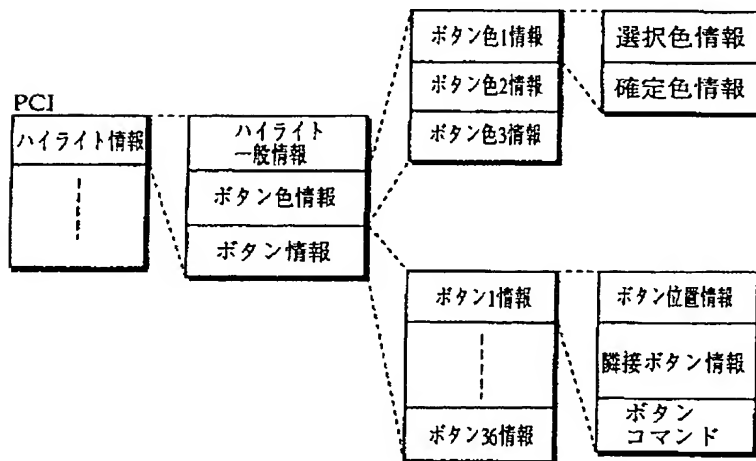 PCI
ハイライト情報
ハイライト
一般情報
ボタン色情報
ボタン情報
ボタン色1情報
ボタン色2情報
ボタン色3情報
選択色情報
確定色情報
ボタン1情報
ボタン36情報
ボタン位置情報
隣接ボタン情報
ボタン
コマンド